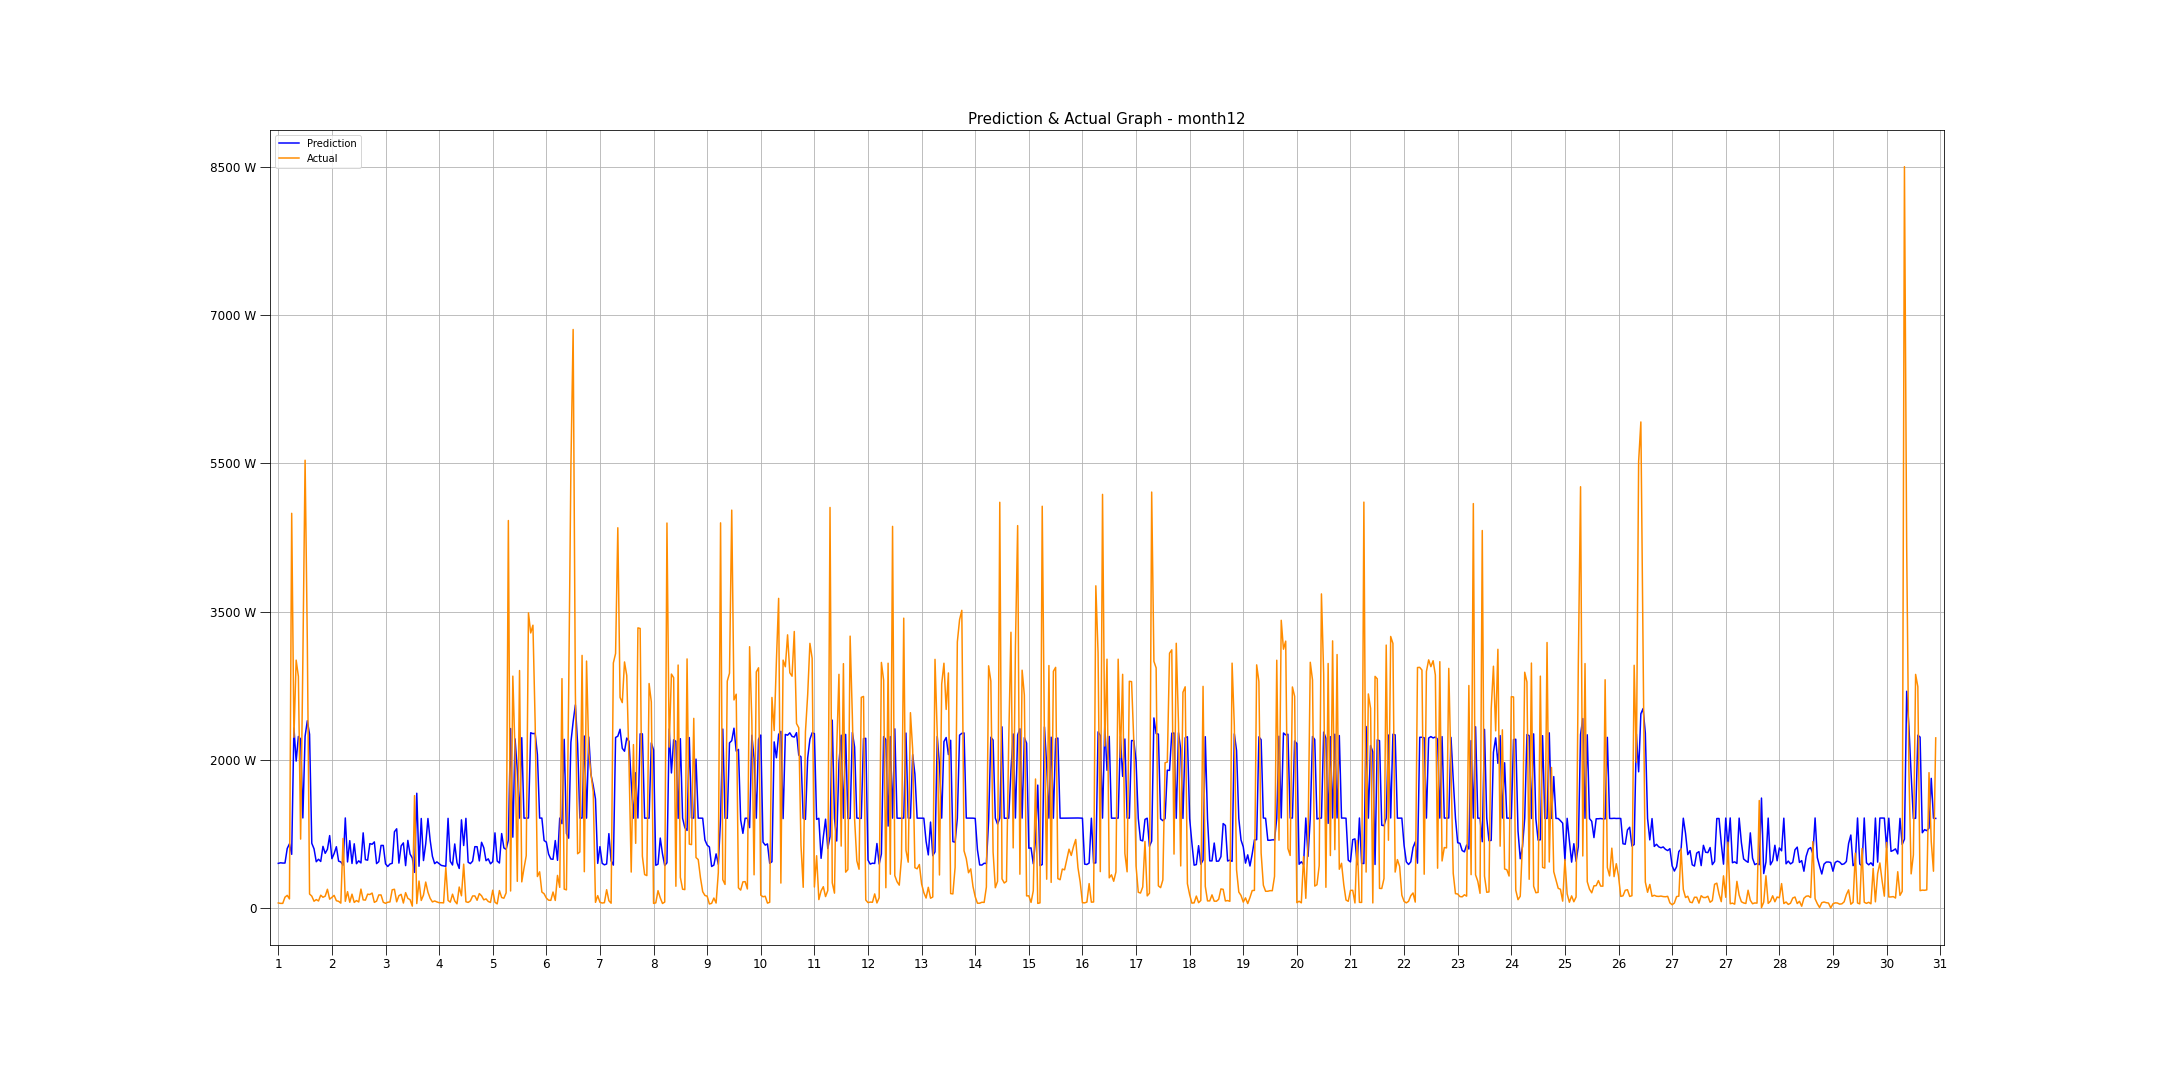 Prediction & Actual Graph - month12
Prediction
Actual
8500 W
7000 W
5500 W
3500 W
2000 W
0
1 2 3 4 5 6 7 8 9 10 11 12 13 14 15 16 17 18 19 20 21 22 23 24 25 26 27 27 28 29 30 31